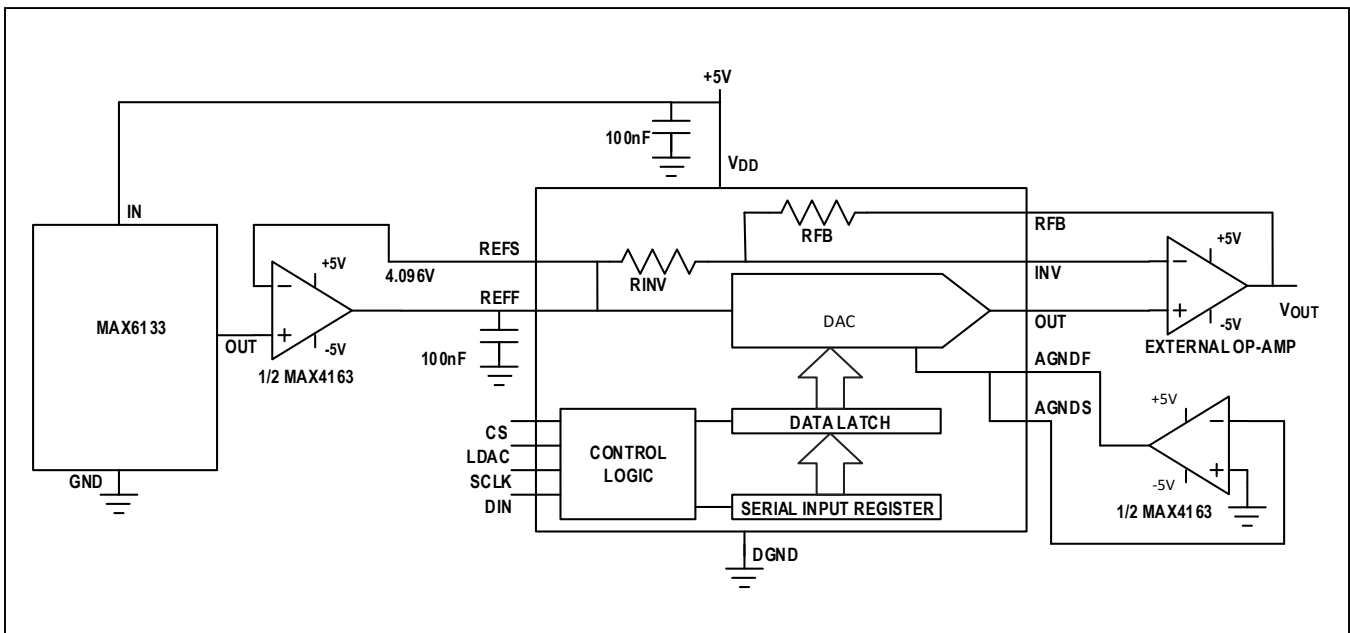 +5V
100nF
VDD
IN
RFB
RFB
REFS
+5V
4.096V
RINV
INV
+5V
-
-
MAX6133
REFF
+
OUT
-5V
DAC
OUT
+
-5V
VOUT
100nF
EXTERNAL OP-AMP
1/2 MAX4163
AGNDF
AGNDS
+5V
-
CS
DATA LATCH
LDAC
CONTROL
LOGIC
SCLK
GND
DIN
SERIAL INPUT REGISTER
-5V
+
1/2 MAX4163
DGND